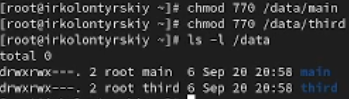 [root@irkolontyrskiy ~]# chmod 770 /data/main
[root@irkolontyrskiy ~]# chmod 770 /data/third
[root@irkolontyrskiy ~]# ls -l /data
total 0
drwxrwx---. 2 root main 6 Sep 20 20:58 main
drwxrwx---. 2 root third 6 Sep 20 20:58 third